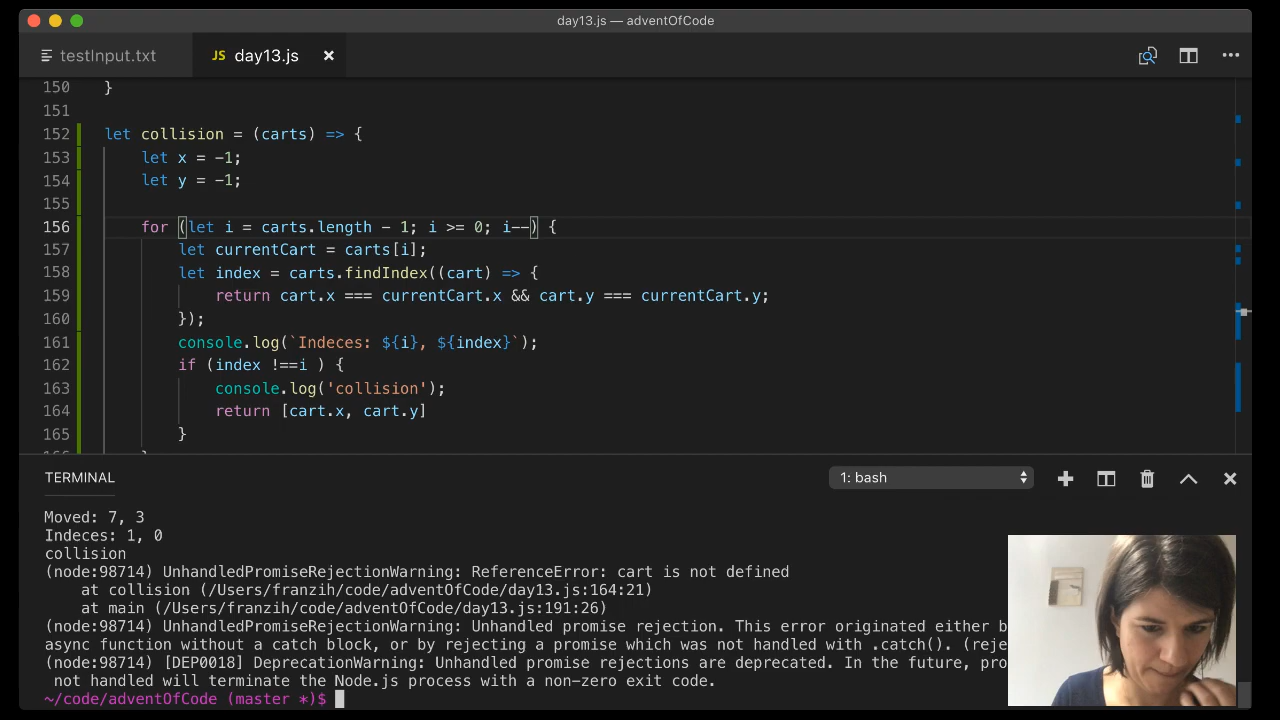 day13.js — adventOfCode
testInput.txt
JS day13.js
150 }
151
152 let collision = (carts) => {
153 let x = -1;
154 let y = -1;
155
156 for (let i = carts.length - 1; i >= 0; i--) {
157 let currentCart = carts[i];
158 let index = carts.findIndex((cart) => {
159 return cart.x === currentCart.x && cart.y === currentCart.y;
160 });
161 console.log(`Indeces: ${i}, ${index}`);
162 if (index !==i ) {
163 console.log('collision');
164 return [cart.x, cart.y]
165 }
TERMINAL
1: bash
Moved: 7, 3
Indeces: 1, 0
collision
(node:98714) UnhandledPromiseRejectionWarning: ReferenceError: cart is not defined
at collision (/Users/franzih/code/adventOfCode/day13.js:164:21)
at main (/Users/franzih/code/adventOfCode/day13.js:191:26)
(node:98714) UnhandledPromiseRejectionWarning: Unhandled promise rejection. This error originated either b
async function without a catch block, or by rejecting a promise which was not handled with .catch(). (reje
(node:98714) [DEP0018] DeprecationWarning: Unhandled promise rejections are deprecated. In the future, pro
not handled will terminate the Node.js process with a non-zero exit code.
~/code/adventOfCode (master *)$